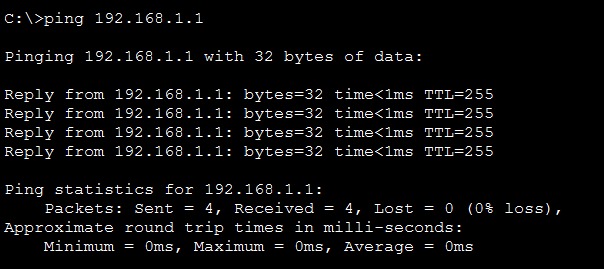 C:\>ping 192.168.1.1
Pinging 192.168.1.1 with 32 bytes of data:
Reply from 192.168.1.1: bytes=32 time<1ms TTL=255
Reply from 192.168.1.1: bytes=32 time<1ms TTL=255
Reply from 192.168.1.1: bytes=32 time<1ms TTL=255
Reply from 192.168.1.1: bytes=32 time<1ms TTL=255
Ping statistics for 192.168.1.1:
    Packets: Sent = 4, Received = 4, Lost = 0 (0% loss),
Approximate round trip times in milli-seconds:
    Minimum = 0ms, Maximum = 0ms, Average = 0ms